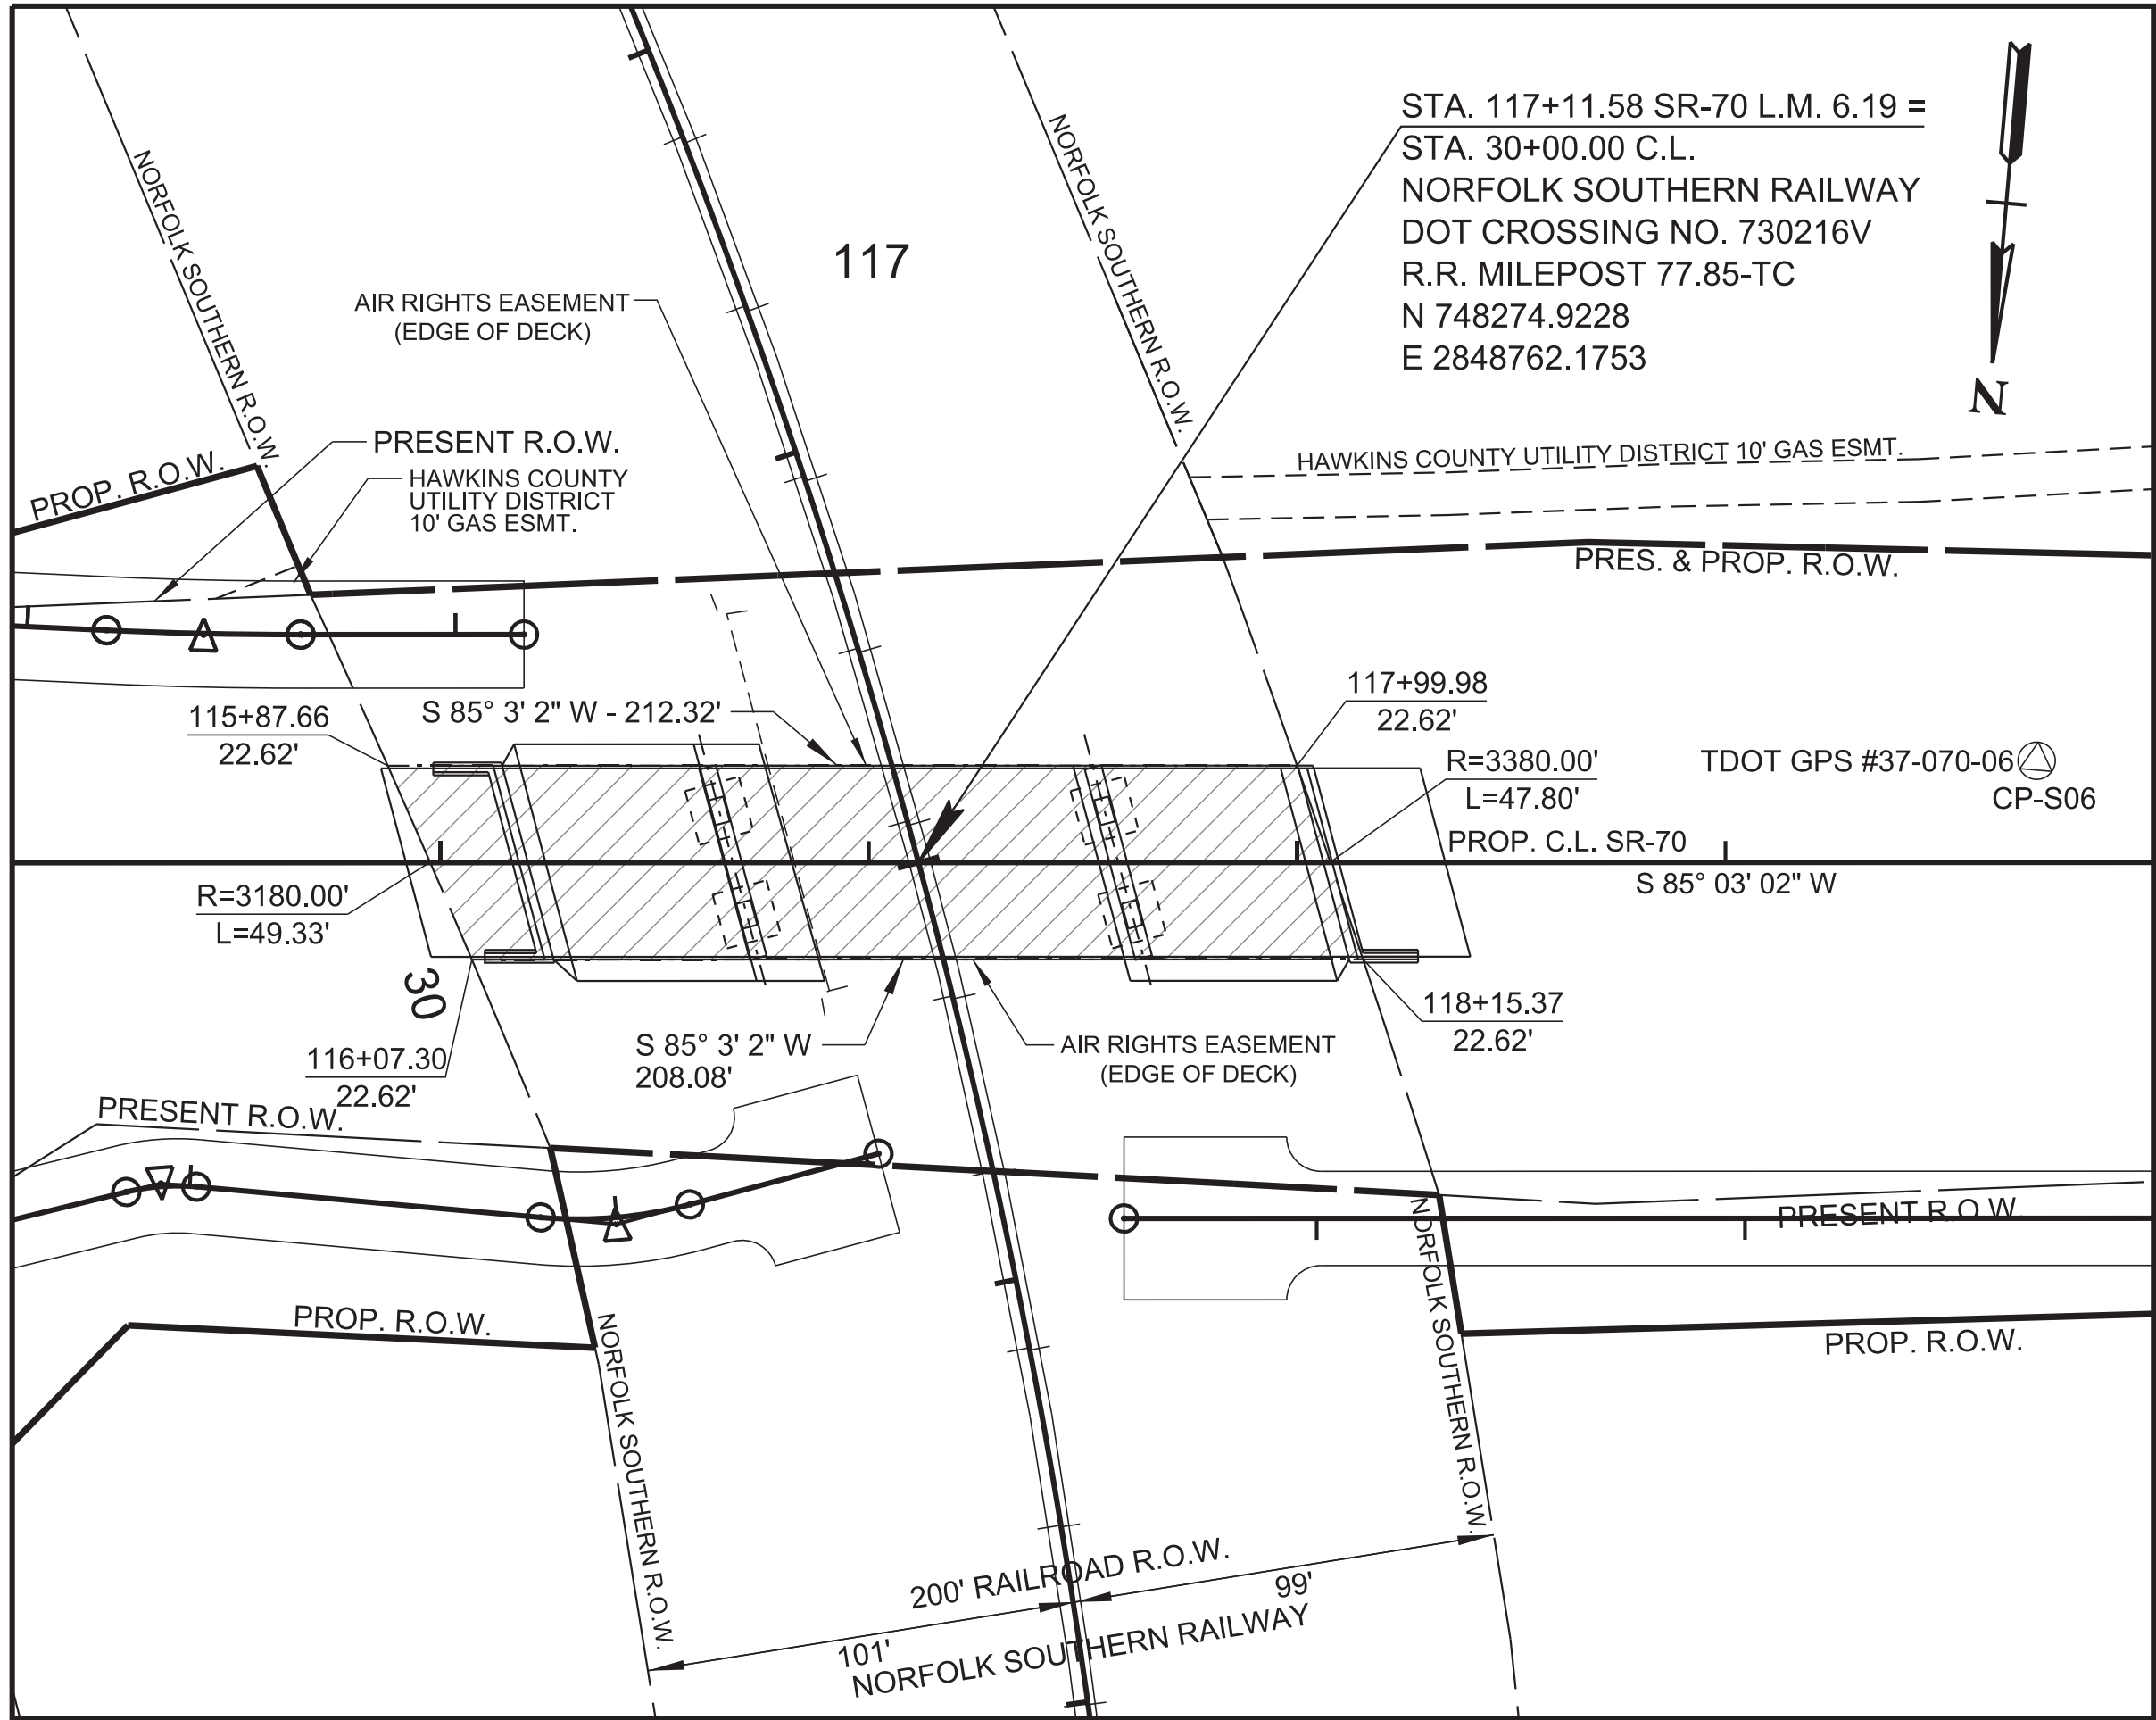 STA. 117+11.58 SR-70 L.M. 6.19 =
STA. 30+00.00 C.L.
NORFOLK SOUTHERN RAILWAY
DOT CROSSING NO. 730216V
R.R. MILEPOST 77.85-TC
N 748274.9228
E 2848762.1753
N
NORFOLK SOUTHERN R.O.W.
NORFOLK SOUTHERN R.O.W.
117
AIR RIGHTS EASEMENT
(EDGE OF DECK)
PRESENT R.O.W.
HAWKINS COUNTY
UTILITY DISTRICT
10' GAS ESMT.
PROP. R.O.W.
HAWKINS COUNTY UTILITY DISTRICT 10' GAS ESMT.
PRES. & PROP. R.O.W.
115+87.66
22.62'
S 85° 3' 2" W - 212.32'
117+99.98
22.62'
R=3380.00'
L=47.80'
TDOT GPS #37-070-06
CP-S06
PROP. C.L. SR-70
S 85° 03' 02" W
R=3180.00'
L=49.33'
30
116+07.30
22.62'
S 85° 3' 2" W
208.08'
AIR RIGHTS EASEMENT
(EDGE OF DECK)
118+15.37
22.62'
PRESENT R.O.W.
PRESENT R.O.W.
PROP. R.O.W.
PROP. R.O.W.
NORFOLK SOUTHERN R.O.W.
NORFOLK SOUTHERN R.O.W.
200' RAILROAD R.O.W.
99'
101'
NORFOLK SOUTHERN RAILWAY